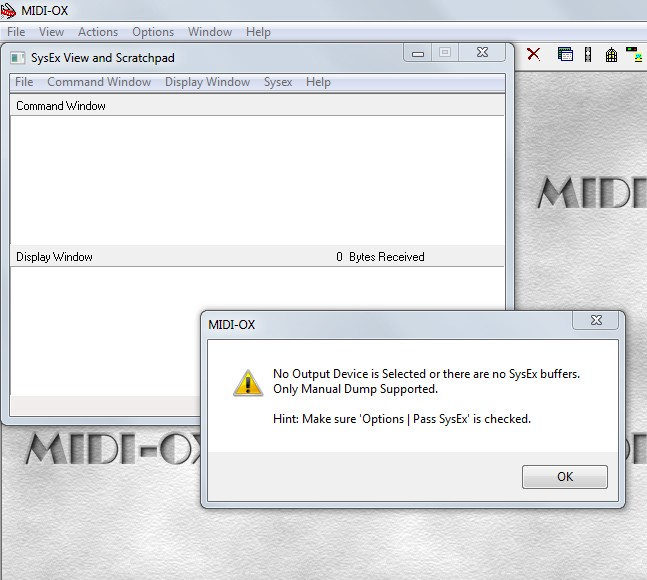 MIDI-OX
File View Actions Options Window Help
SysEx View and Scratchpad
File Command Window Display Window Sysex Help
Command Window
MIDI
Display Window 0 Bytes Received
MIDI-OX
No Output Device is Selected or there are no SysEx buffers.
Only Manual Dump Supported.
Hint: Make sure 'Options | Pass SysEx' is checked.
OK
MIDI-OX